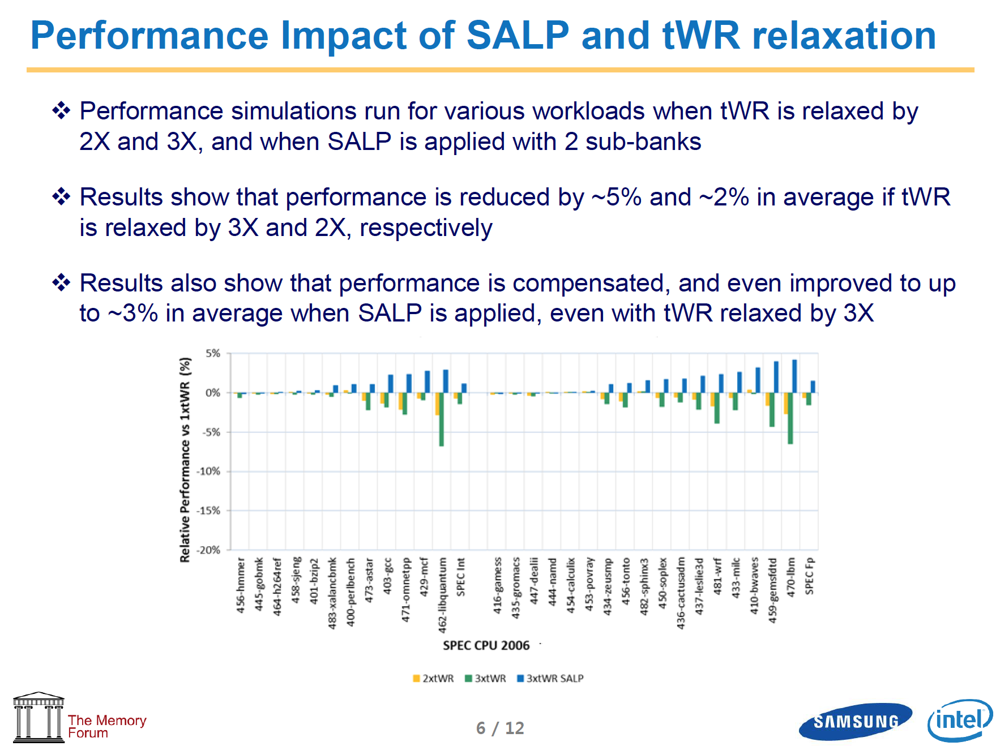 Performance Impact of SALP and tWR relaxation
❖ Performance simulations run for various workloads when tWR is relaxed by
2X and 3X, and when SALP is applied with 2 sub-banks
❖ Results show that performance is reduced by ~5% and ~2% in average if tWR
is relaxed by 3X and 2X, respectively
❖ Results also show that performance is compensated, and even improved to up
to ~3% in average when SALP is applied, even with tWR relaxed by 3X
Relative Performance vs 1xtWR (%)
5%
0%
-5%
-10%
-15%
-20%
456-hmmer
445-gobmk
464-h264ref
458-sjeng
401-bzip2
483-xalancbmk
400-perlbench
473-astar
403-gcc
471-omnetpp
429-mcf
462-libquantum
SPEC Int
416-gamess
435-gromacs
447-dealii
444-namd
454-calculix
453-povray
434-zeusmp
456-tonto
482-sphinx3
450-soplex
436-cactusadm
437-leslie3d
481-wrf
433-milc
410-bwaves
459-gemsfdtd
470-lbm
SPEC Fp
SPEC CPU 2006
2xtWR 3xtWR 3xtWR SALP
The Memory
Forum
6 / 12
SAMSUNG
intel